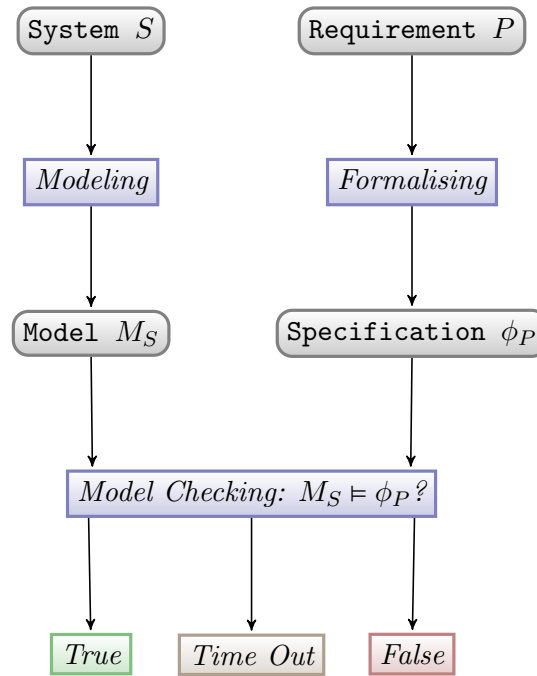 System S
Requirement P
Modeling
Formalising
Model M_S
Specification ϕ_P
Model Checking: M_S ⊨ ϕ_P?
True
Time Out
False